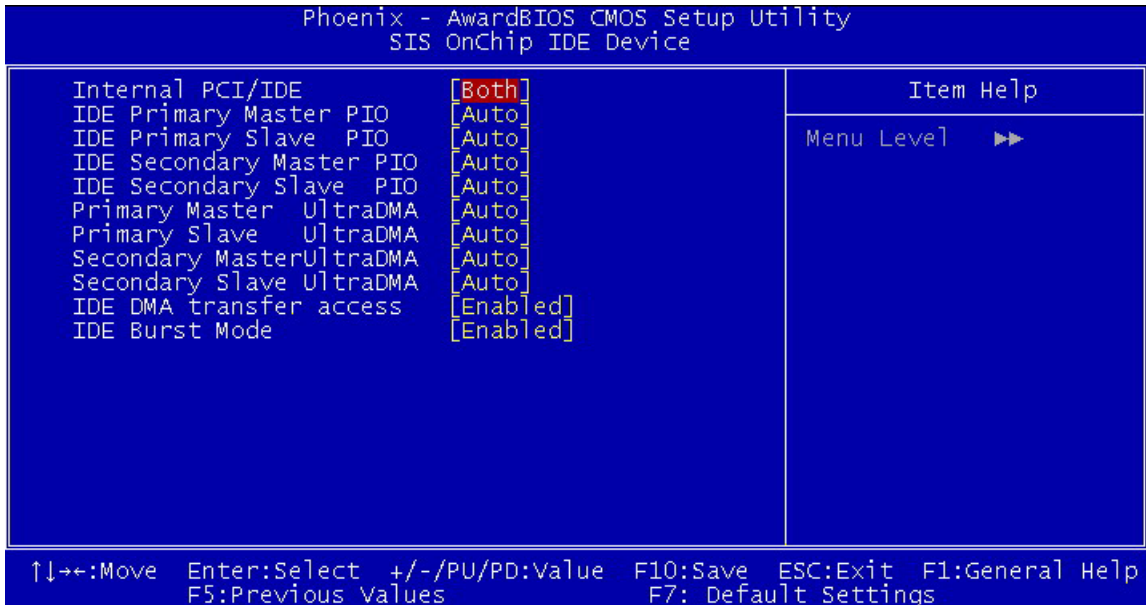 Phoenix - AwardBIOS CMOS Setup Utility
SIS OnChip IDE Device
Internal PCI/IDE [Both]
IDE Primary Master PIO [Auto]
IDE Primary Slave PIO [Auto]
IDE Secondary Master PIO [Auto]
IDE Secondary Slave PIO [Auto]
Primary Master UltraDMA [Auto]
Primary Slave UltraDMA [Auto]
Secondary MasterUltraDMA [Auto]
Secondary Slave UltraDMA [Auto]
IDE DMA transfer access [Enabled]
IDE Burst Mode [Enabled]
Item Help
Menu Level ►►
↑↓→←:Move Enter:Select +/-/PU/PD:Value F10:Save ESC:Exit F1:General Help
F5:Previous Values F7: Default Settings